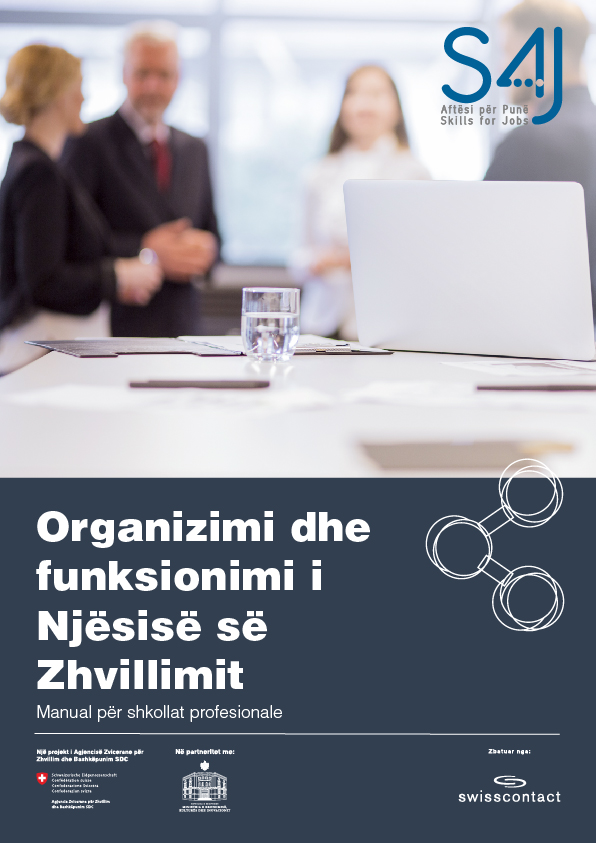 S4J
Aftësi për Punë
Skills for Jobs
Organizimi dhe
funksionimi i
Njësisë së
Zhvillimit
Manual për shkollat profesionale
Një projekt i Agjencisë Zvicerane për
Zhvillim dhe Bashkëpunim SDC
Schweizerische Eidgenossenschaft
Confédération suisse
Confederazione Svizzera
Confederaziun svizra
Agjencia Zvicerane për Zhvillim
dhe Bashkëpunim SDC
Në partneritet me:
Zbatuar nga:
swisscontact